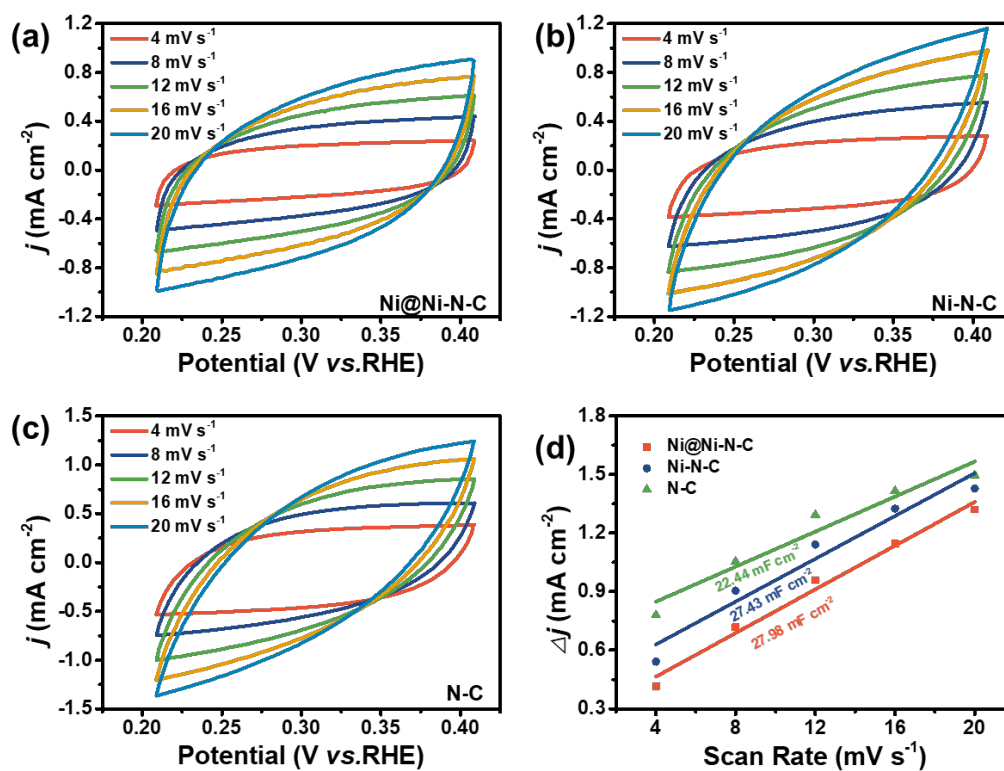 (a)
4 mV s⁻¹
8 mV s⁻¹
12 mV s⁻¹
16 mV s⁻¹
20 mV s⁻¹
1.2
0.8
0.4
0.0
-0.4
-0.8
-1.2
j (mA cm⁻²)
Ni@Ni-N-C
0.20 0.25 0.30 0.35 0.40
Potential (V vs.RHE)
(b)
4 mV s⁻¹
8 mV s⁻¹
12 mV s⁻¹
16 mV s⁻¹
20 mV s⁻¹
1.2
0.8
0.4
0.0
-0.4
-0.8
-1.2
j (mA cm⁻²)
Ni-N-C
0.20 0.25 0.30 0.35 0.40
Potential (V vs.RHE)
(c)
4 mV s⁻¹
8 mV s⁻¹
12 mV s⁻¹
16 mV s⁻¹
20 mV s⁻¹
1.5
1.0
0.5
0.0
-0.5
-1.0
-1.5
j (mA cm⁻²)
N-C
0.20 0.25 0.30 0.35 0.40
Potential (V vs.RHE)
(d)
Ni@Ni-N-C
Ni-N-C
N-C
1.8
1.5
1.2
0.9
0.6
0.3
Δj (mA cm⁻²)
22.44 mF cm⁻²
27.43 mF cm⁻²
27.98 mF cm⁻²
4 8 12 16 20
Scan Rate (mV s⁻¹)